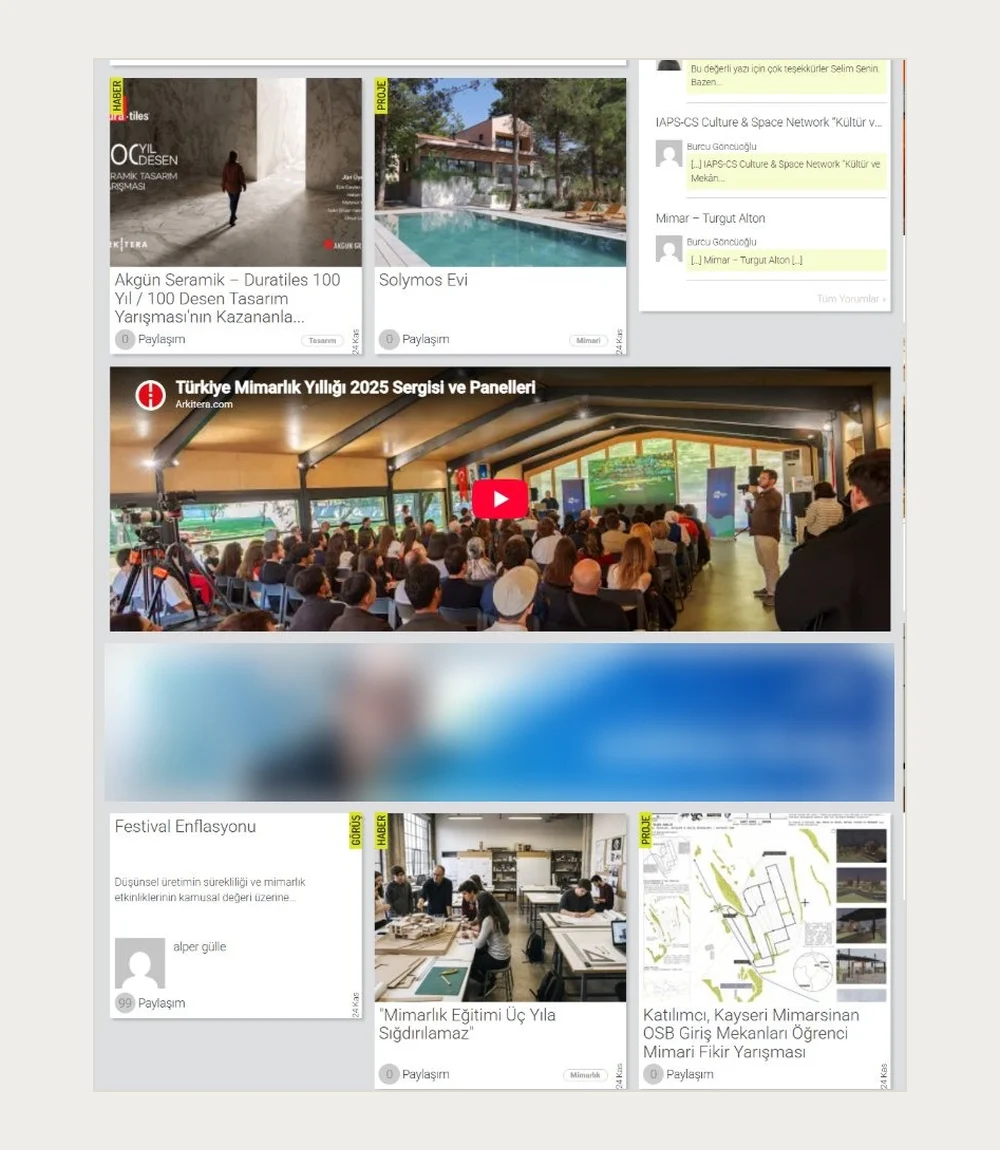 HABER
ra·tiles
YIL
DESEN
RAMİK TASARIM
ARIŞMASI
Akgün Seramik – Duratiles 100
Yıl / 100 Desen Tasarım
Yarışması'nın Kazananla...
0 Paylaşım
Tasarım
24 Kas
PROJE
Solymos Evi
0 Paylaşım
Mimari
24 Kas
Bu değerli yazı için çok teşekkürler Selim Senin.
Bazen...
IAPS-CS Culture & Space Network “Kültür v...
Burcu Göncüoğlu
[...] IAPS-CS Culture & Space Network “Kültür ve
Mekân...
Mimar – Turgut Alton
Burcu Göncüoğlu
[...] Mimar – Turgut Alton [...]
Tüm Yorumlar »
Türkiye Mimarlık Yıllığı 2025 Sergisi ve Panelleri
Arkitera.com
GÖRÜŞ
Festival Enflasyonu
Düşünsel üretimin sürekliliği ve mimarlık
etkinliklerinin kamusal değeri üzerine...
alper gülle
99 Paylaşım
24 Kas
HABER
"Mimarlık Eğitimi Üç Yıla
Sığdırılamaz"
0 Paylaşım
Mimarlık
24 Kas
PROJE
Katılımcı, Kayseri Mimarsinan
OSB Giriş Mekanları Öğrenci
Mimari Fikir Yarışması
0 Paylaşım
24 Kas